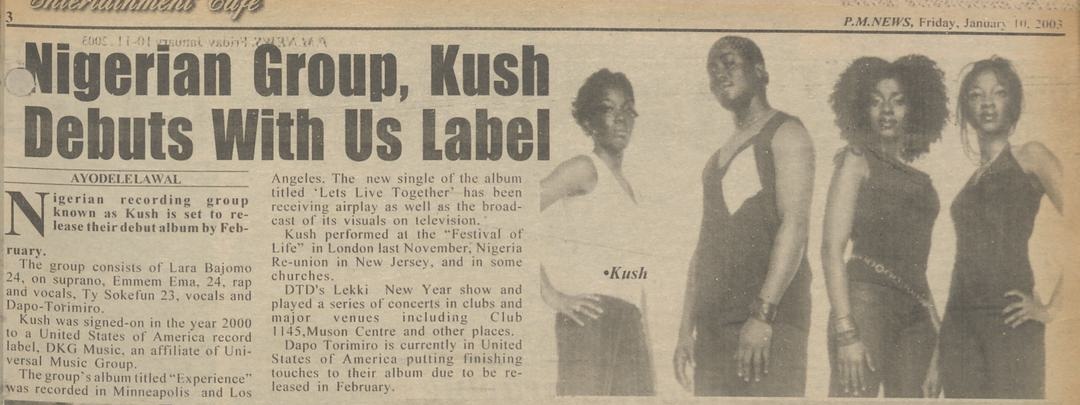 Entertainment Cafe
3
P.M.NEWS, Friday, January 10, 2003
P.M.NEWS, Friday January 10-11, 2003
Nigerian Group, Kush
Debuts With Us Label
AYODELELAWAL
Nigerian recording group
known as Kush is set to re-
lease their debut album by Feb-
ruary.
The group consists of Lara Bajomo
24, on suprano, Emmem Ema, 24, rap
and vocals, Ty Sokefun 23, vocals and
Dapo-Torimiro.
Kush was signed-on in the year 2000
to a United States of America record
label, DKG Music, an affiliate of Uni-
versal Music Group.
The group's album titled "Experience"
was recorded in Minneapolis and Los
Angeles. The new single of the album
titled 'Lets Live Together' has been
receiving airplay as well as the broad-
cast of its visuals on television.
Kush performed at the "Festival of
Life" in London last November, Nigeria
Re-union in New Jersey, and in some
churches.
DTD's Lekki New Year show and
played a series of concerts in clubs and
major venues including Club
1145,Muson Centre and other places.
Dapo Torimiro is currently in United
States of America putting finishing
touches to their album due to be re-
leased in February.
•Kush